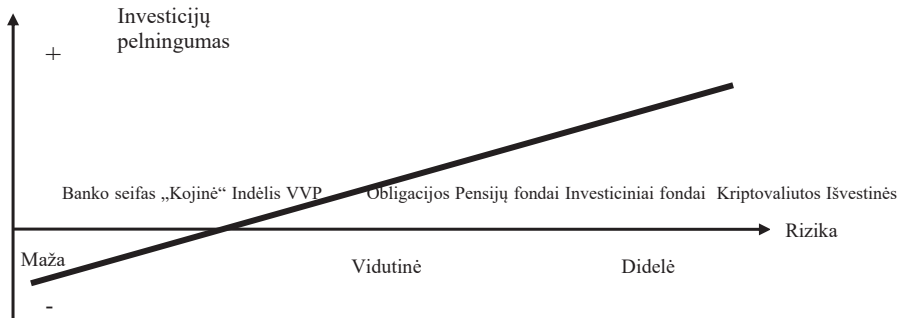 Investicijų
pelningumas
+
Banko seifas „Kojinė“ Indėlis VVP Obligacijos Pensijų fondai Investiciniai fondai Kriptovaliutos Išvestinės
Rizika
Maža
Vidutinė Didelė
-